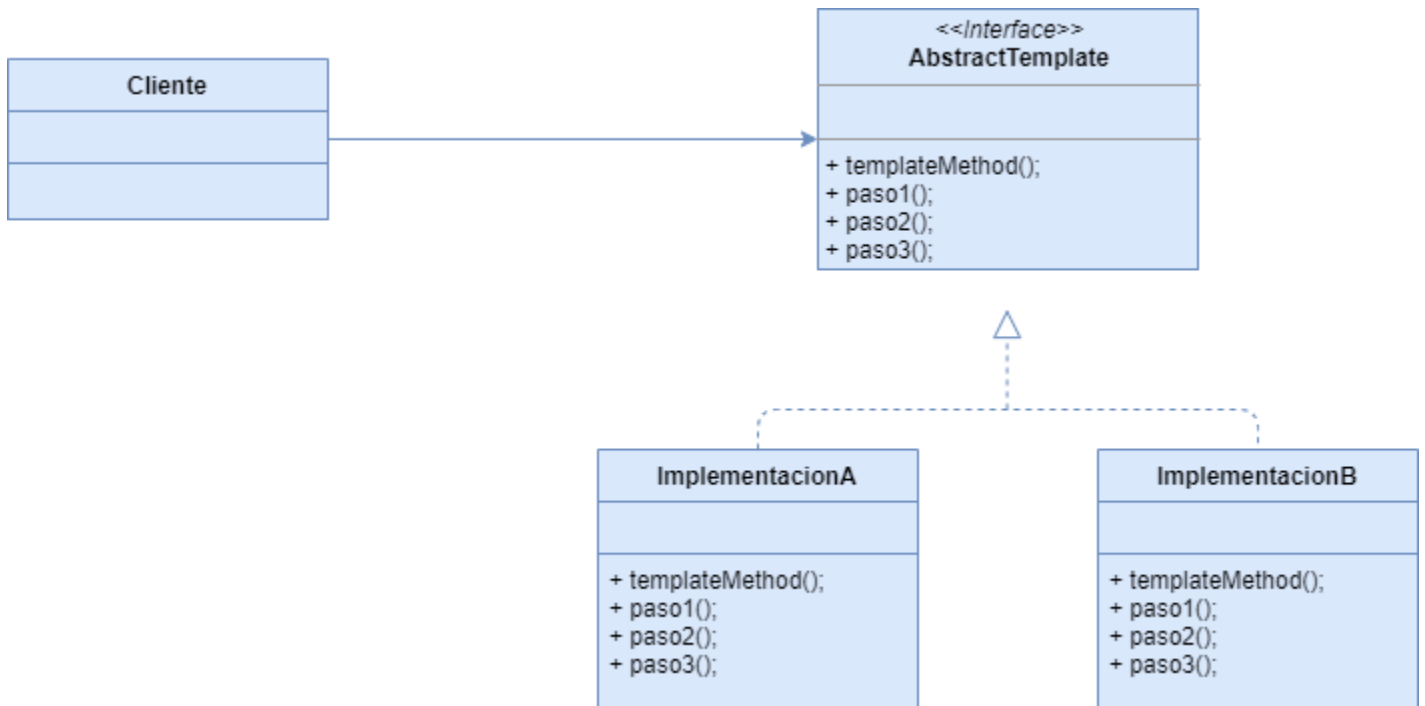 <<Interface>>
AbstractTemplate
Cliente
+ templateMethod();
+ paso1();
+ paso2();
+ paso3();
ImplementacionA
+ templateMethod();
+ paso1();
+ paso2();
+ paso3();
ImplementacionB
+ templateMethod();
+ paso1();
+ paso2();
+ paso3();